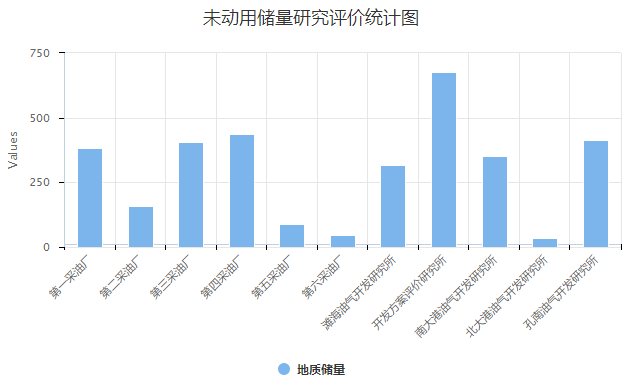 未动用储量研究评价统计图
Values
750
500
250
0
第一采油厂
第二采油厂
第三采油厂
第四采油厂
第五采油厂
第六采油厂
滩海油气开发研究所
开发方案评价研究所
南大港油气开发研究所
北大港油气开发研究所
孔南油气开发研究所
地质储量